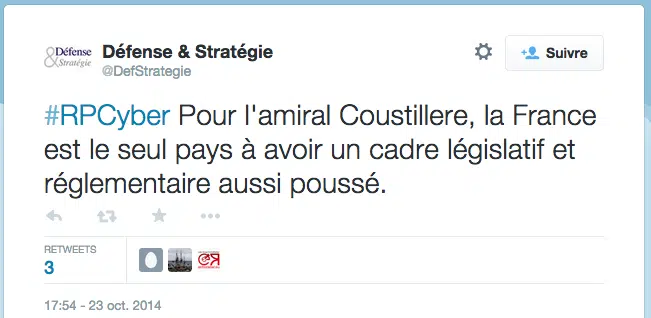 Défense
& Stratégie
Défense & Stratégie
@DefStrategie
Suivre
#RPCyber Pour l'amiral Coustillere, la France
est le seul pays à avoir un cadre législatif et
réglementaire aussi poussé.
RETWEETS
3
17:54 - 23 oct. 2014